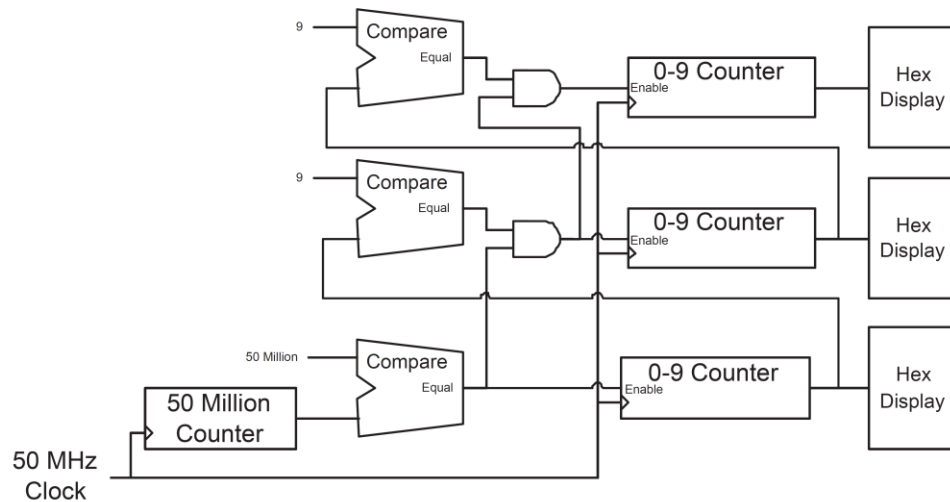 9
Compare
Equal
0-9 Counter
Enable
Hex
Display
9
Compare
Equal
0-9 Counter
Enable
Hex
Display
50 Million
Compare
Equal
0-9 Counter
Enable
Hex
Display
50 Million
Counter
50 MHz
Clock